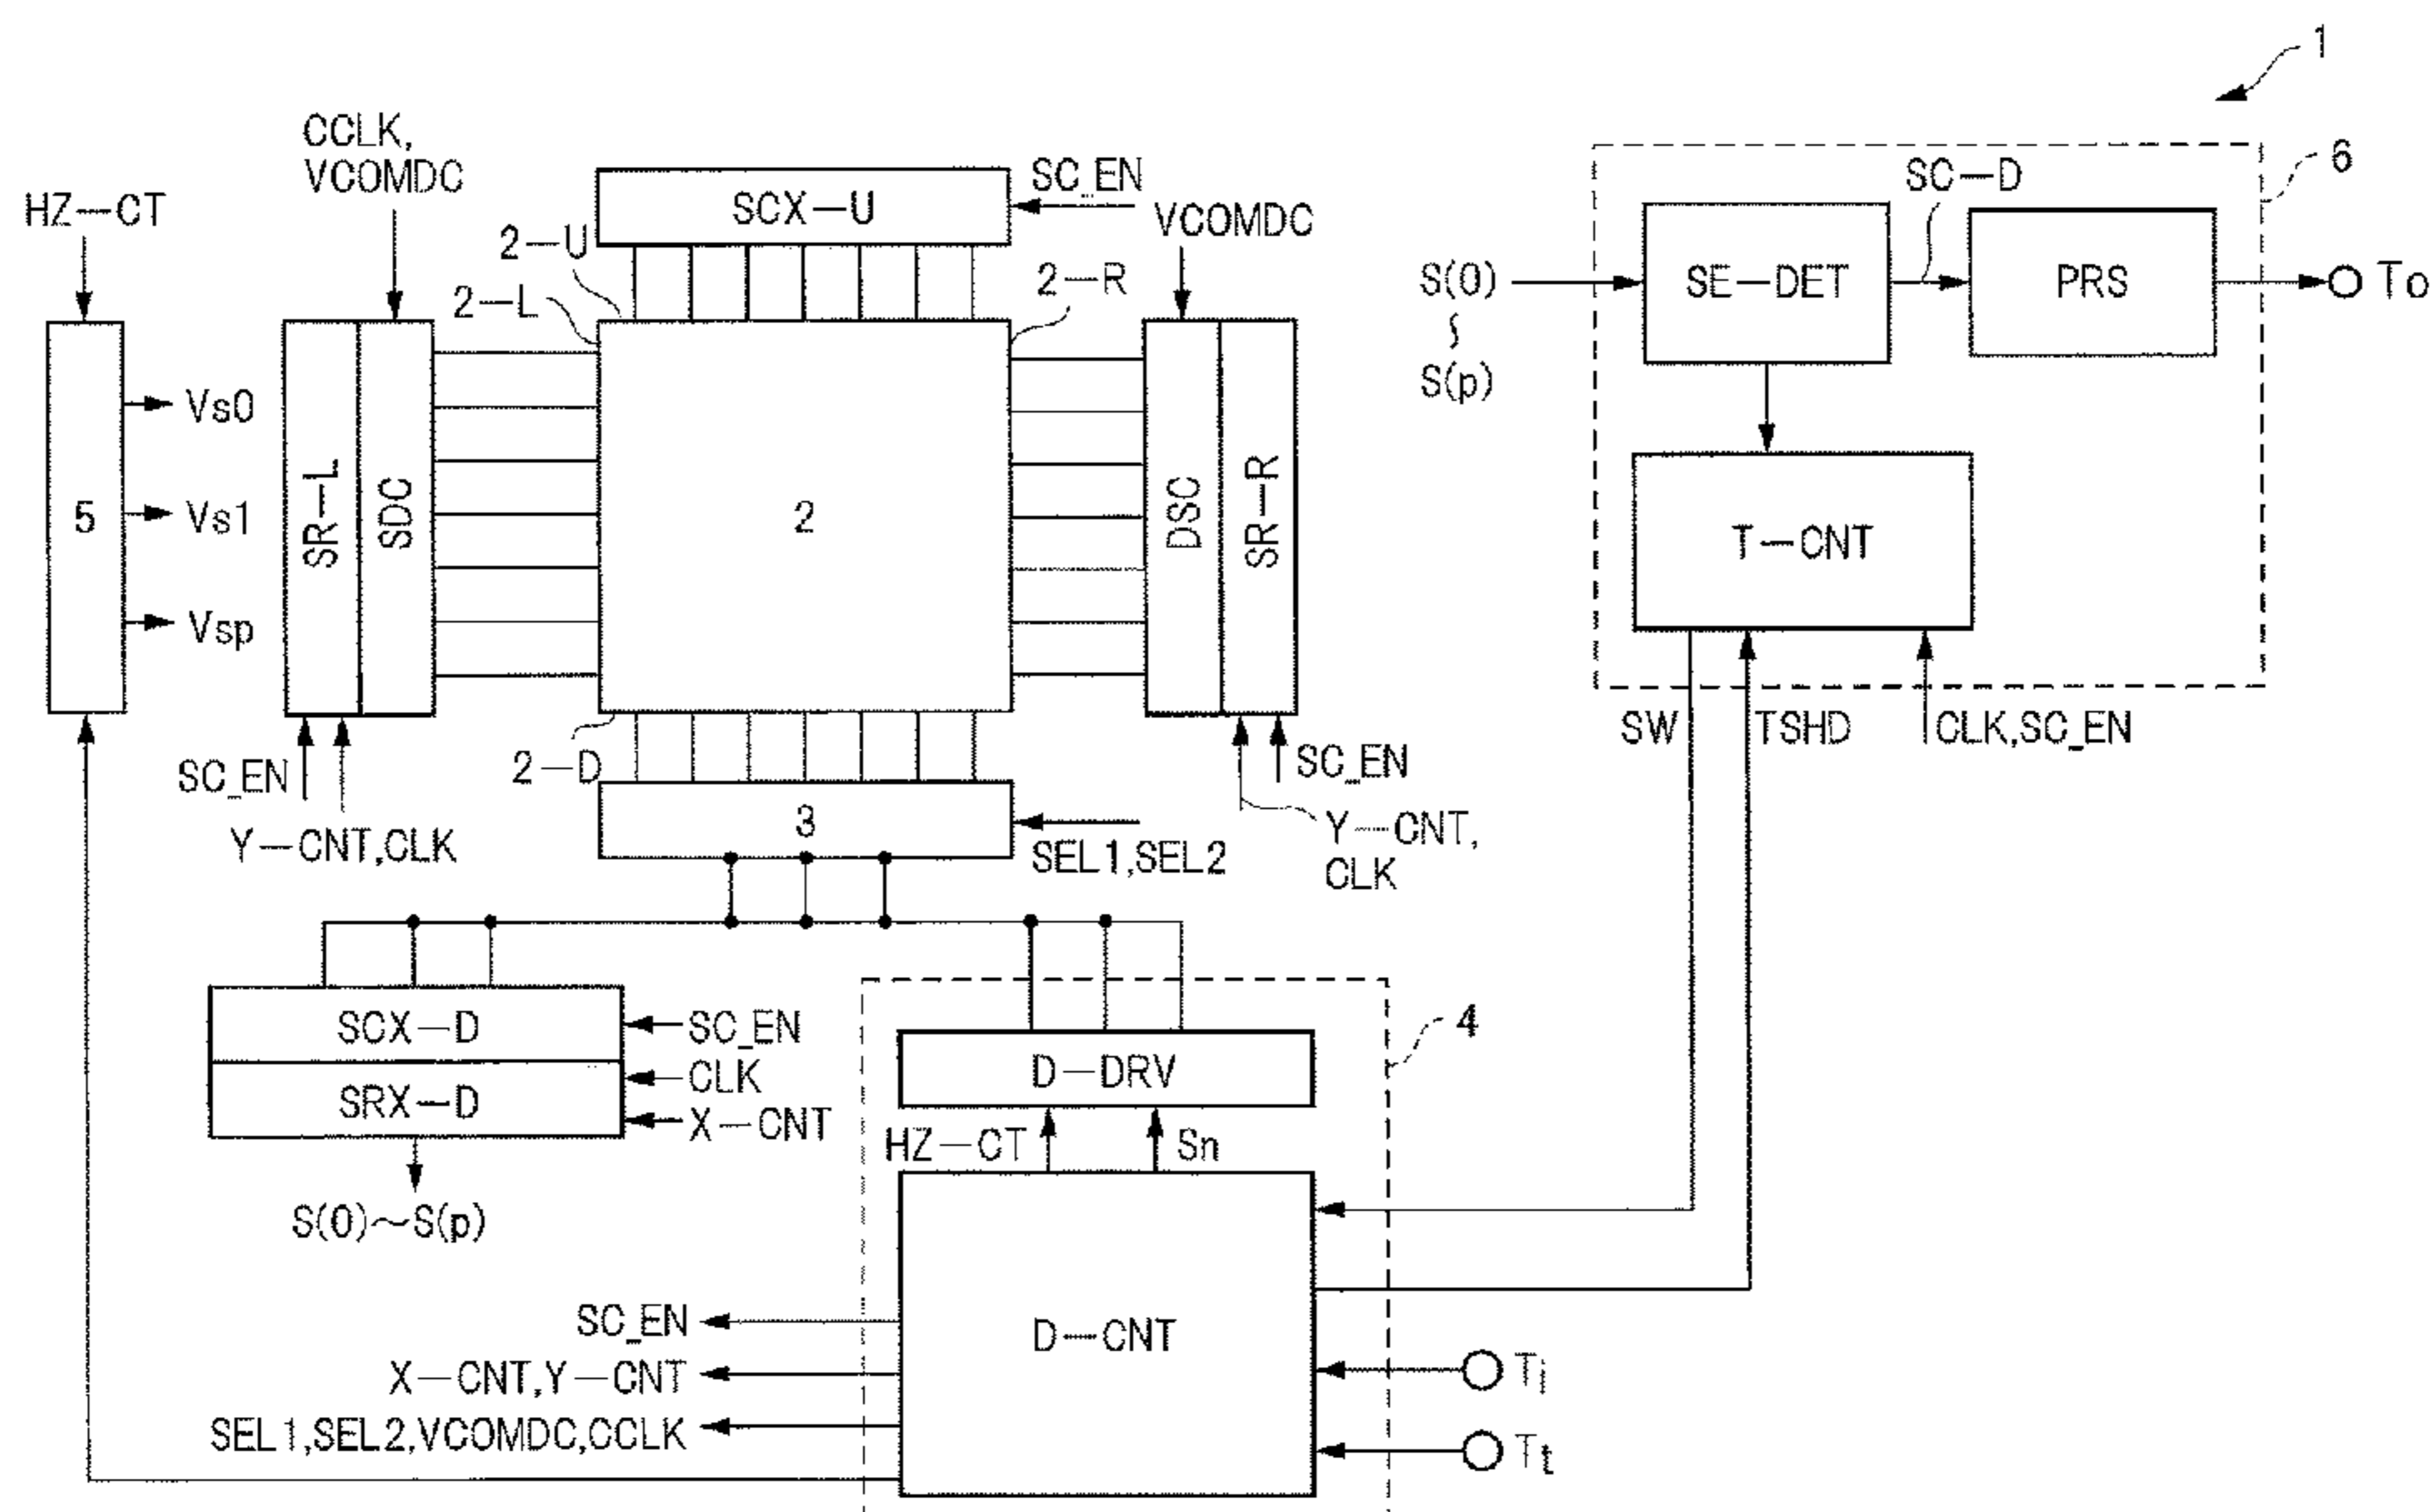 1
CCLK,
VCOMDC
HZ—CT
SCX—U
SC_EN
VCOMDC
2—U
2—L
2—R
SC—D
6
S(0)
~
S(p)
SE—DET
PRS
To
Vs0
5
Vs1
Vsp
SR—L
SDC
2
DSC
SR—R
T—CNT
SW
TSHD
CLK,SC_EN
SC_EN
Y—CNT,CLK
2—D
3
SEL1,SEL2
SC_EN
Y—CNT,
CLK
SCX—D
SC_EN
SRX—D
CLK
X—CNT
S(0)~S(p)
4
D—DRV
HZ—CT
Sn
D—CNT
SC_EN
X—CNT,Y—CNT
SEL1,SEL2,VCOMDC,CCLK
Ti
Tt